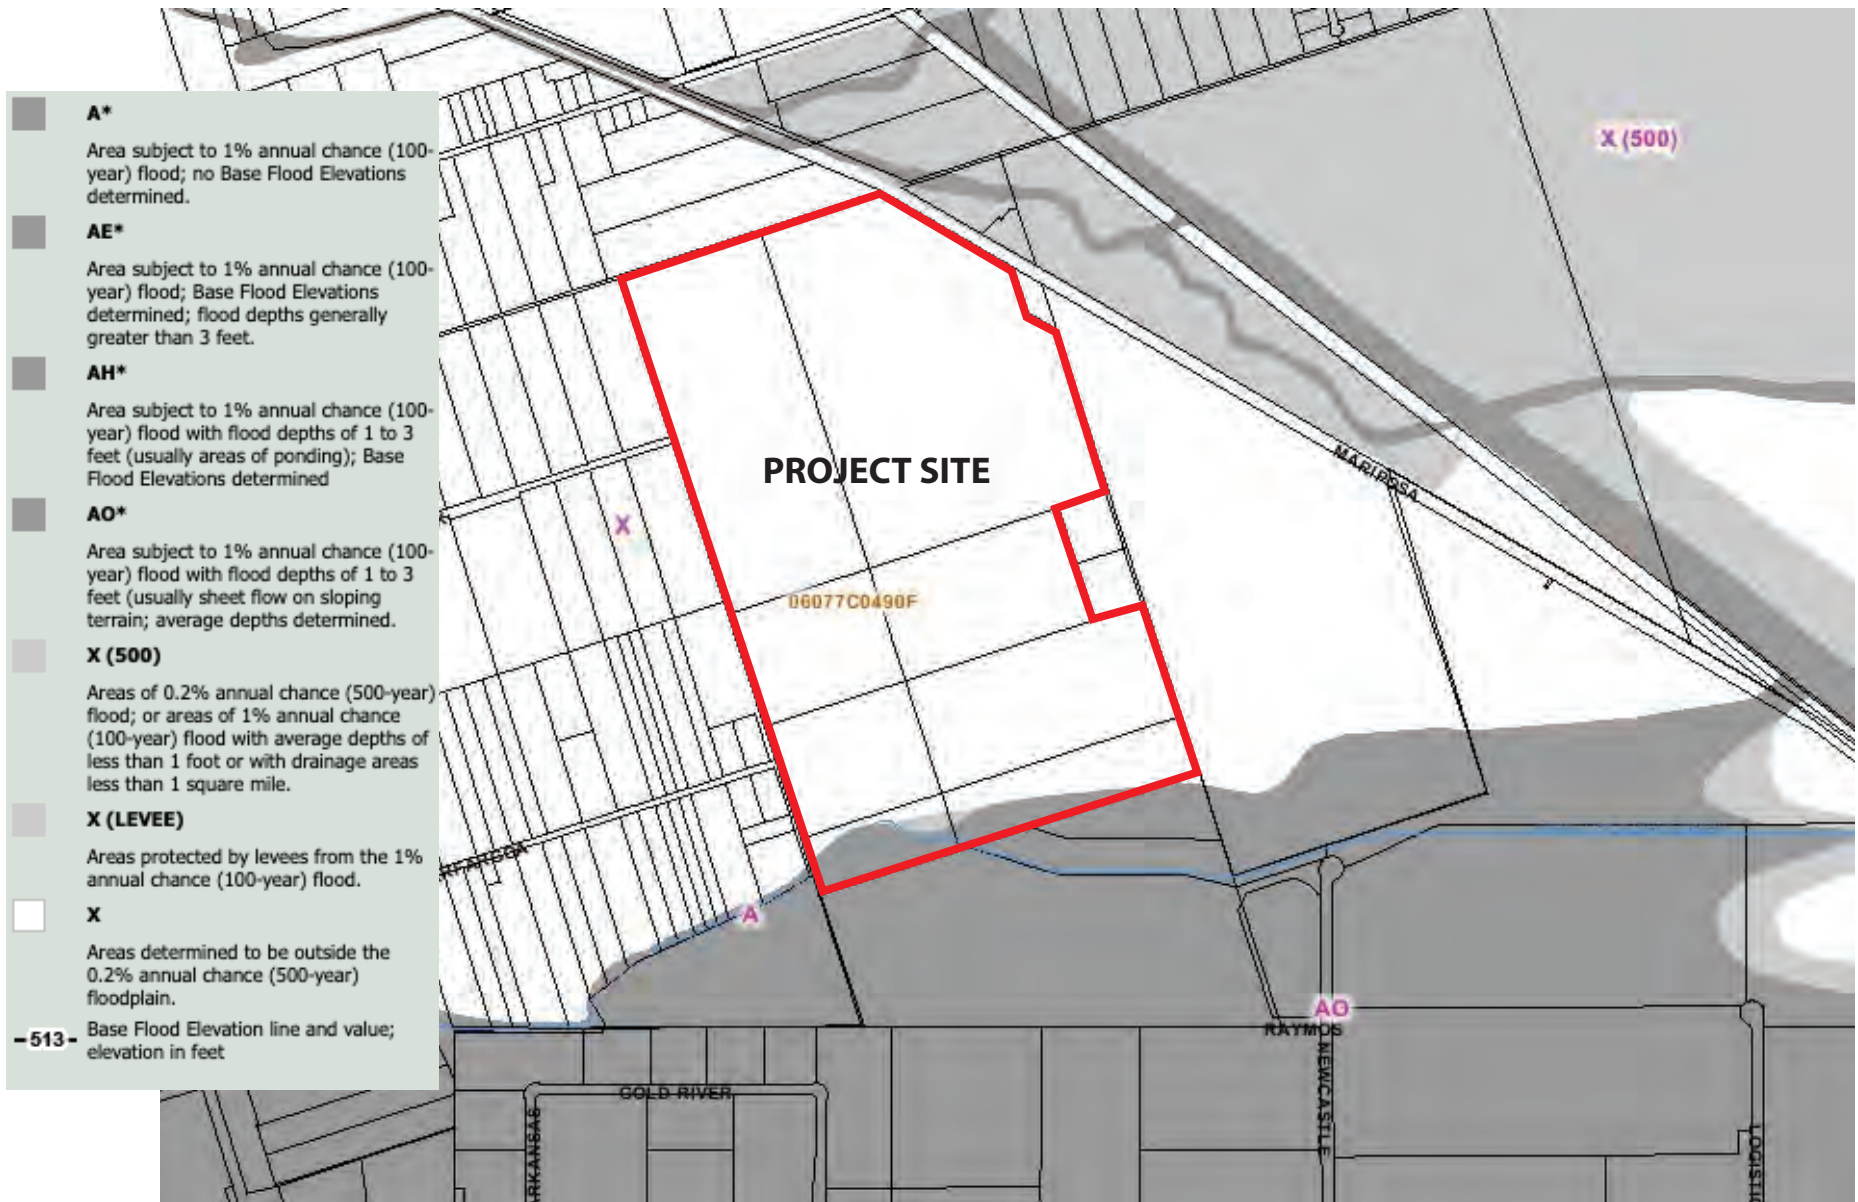 A*
Area subject to 1% annual chance (100-
year) flood; no Base Flood Elevations
determined.
AE*
Area subject to 1% annual chance (100-
year) flood; Base Flood Elevations
determined; flood depths generally
greater than 3 feet.
AH*
Area subject to 1% annual chance (100-
year) flood with flood depths of 1 to 3
feet (usually areas of ponding); Base
Flood Elevations determined
AO*
Area subject to 1% annual chance (100-
year) flood with flood depths of 1 to 3
feet (usually sheet flow on sloping
terrain; average depths determined.
X (500)
Areas of 0.2% annual chance (500-year)
flood; or areas of 1% annual chance
(100-year) flood with average depths of
less than 1 foot or with drainage areas
less than 1 square mile.
X (LEVEE)
Areas protected by levees from the 1%
annual chance (100-year) flood.
X
Areas determined to be outside the
0.2% annual chance (500-year)
floodplain.
513
Base Flood Elevation line and value;
elevation in feet
X (500)
MARIPOSA
PROJECT SITE
X
06077C0490F
A
AO
RAYMOS
NEWCASTLE
GOLD RIVER
ARKANSAS
LOGISTIC